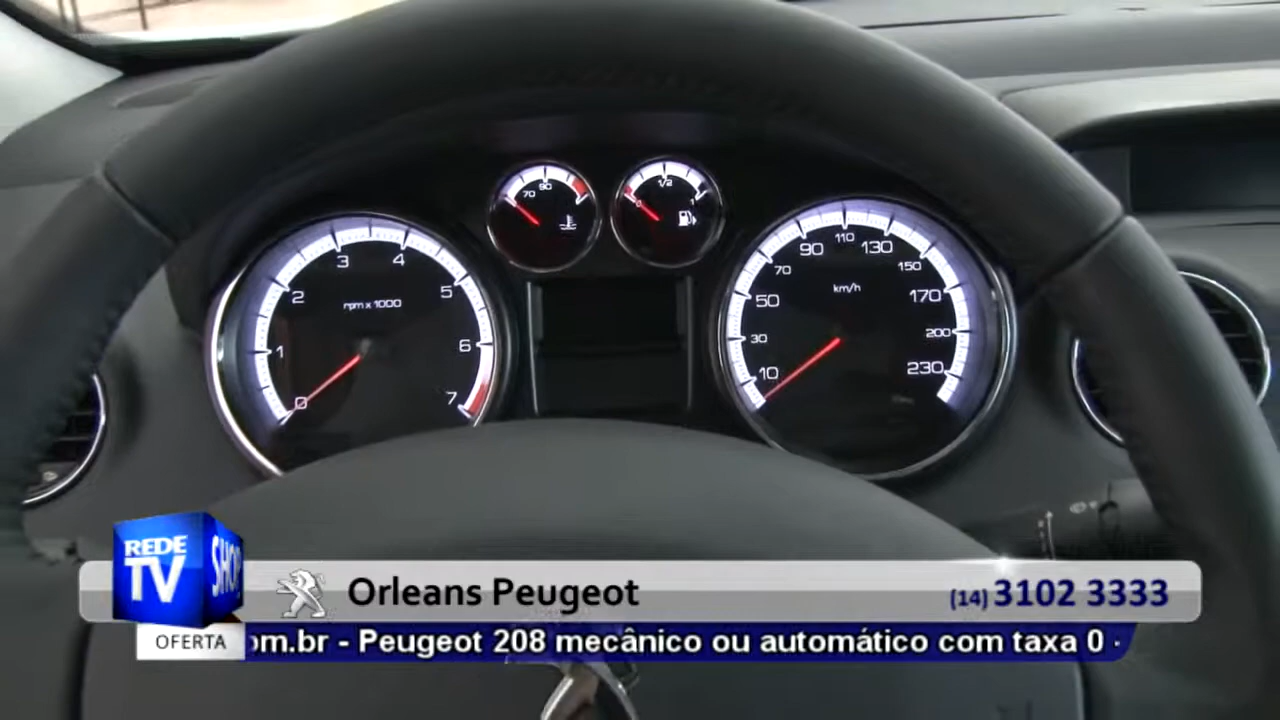 70 90
0 1/2 1
0 1 2 3 4 5 6 7
rpm x 1000
10 30 50 70 90 110 130 150 170 200 230
km/h
REDE
TV
SHOP
Orleans Peugeot
(14) 3102 3333
OFERTA
om.br - Peugeot 208 mecânico ou automático com taxa 0 -